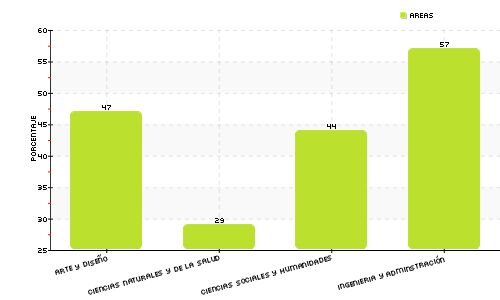 AREAS
60
55
50
45
40
35
30
25
PORCENTAJE
47
29
44
57
ARTE Y DISEÑO
CIENCIAS NATURALES Y DE LA SALUD
CIENCIAS SOCIALES Y HUMANIDADES
INGENIERIA Y ADMINSTRACIÓN